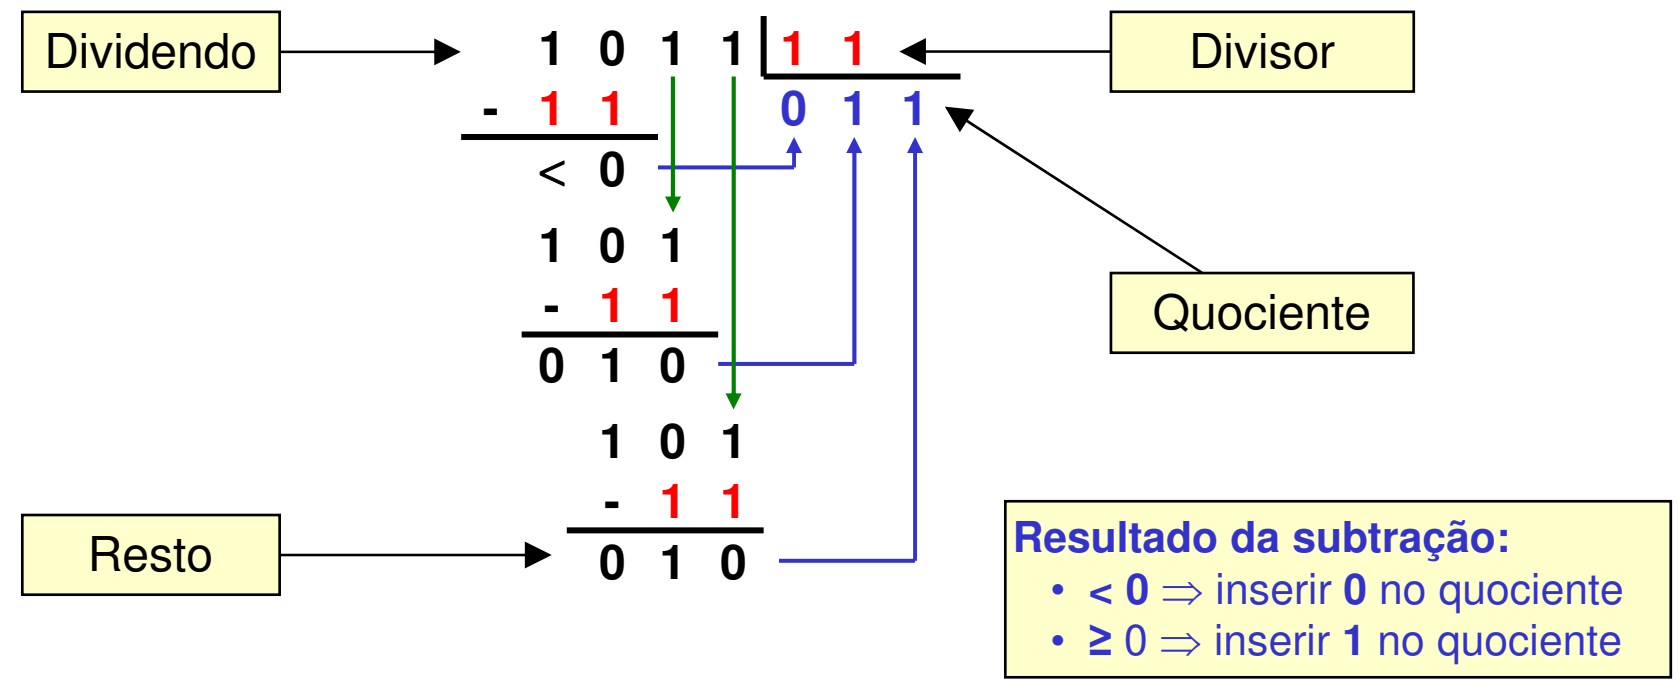 Dividendo
1 0 1 1 1 1
Divisor
- 1 1 0 1 1
< 0
1 0 1
- 1 1
Quociente
0 1 0
1 0 1
- 1 1
Resto
0 1 0
Resultado da subtração:
• < 0 ⇒ inserir 0 no quociente
• ≥ 0 ⇒ inserir 1 no quociente